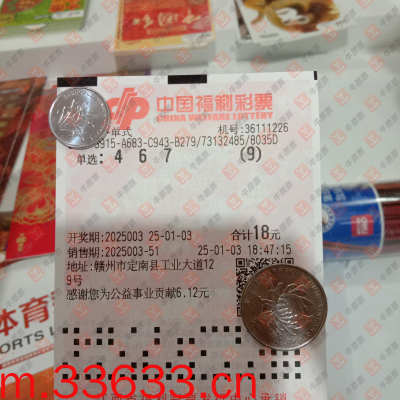 中国福利彩票
CHINA WELFARE LOTTERY
单式 机号:36111226
3915-A683-C943-B279/73132485/8035D
单选: 4 6 7 (9)
开奖期:2025003 25-01-03 合计18元
销售期:2025003-51 25-01-03 18:47:15
地址:赣州市定南县工业大道12
9号
感谢您为公益事业贡献6.12元
体育
SPORTS L
m.33633.cn